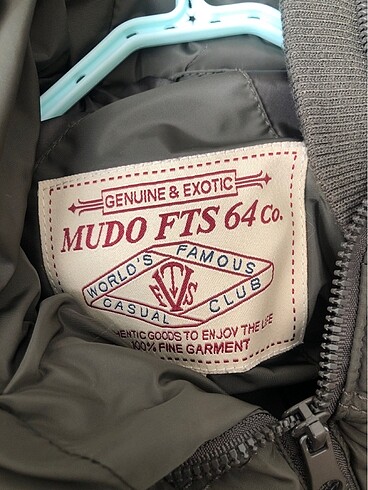 GENUINE & EXOTIC
MUDO FTS 64 Co.
WORLD'S FAMOUS
FTS
CASUAL CLUB
THENTIC GOODS TO ENJOY THE LIFE
100% FINE GARMENT